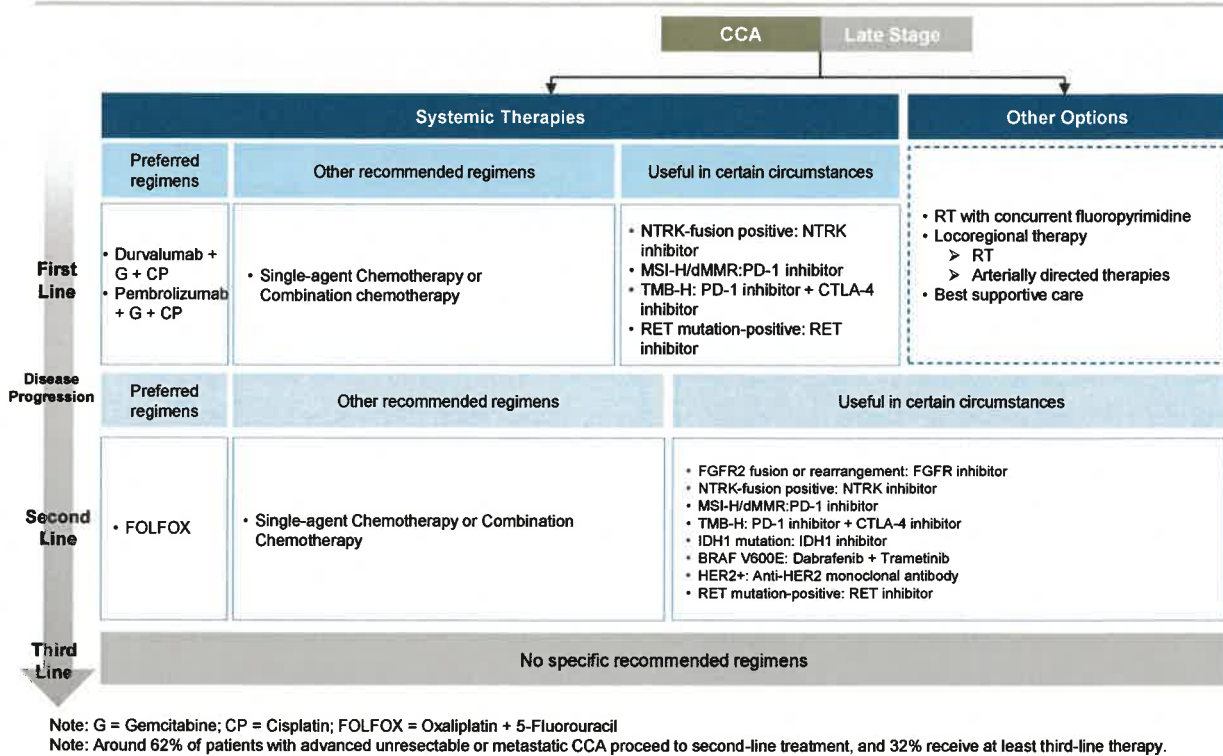 CCA
Late Stage
Systemic Therapies
Other Options
Preferred
regimens
Other recommended regimens
Useful in certain circumstances
First
Line
• Durvalumab +
G + CP
• Pembrolizumab
+ G + CP
• Single-agent Chemotherapy or
Combination chemotherapy
• NTRK-fusion positive: NTRK
inhibitor
• MSI-H/dMMR:PD-1 inhibitor
• TMB-H: PD-1 inhibitor + CTLA-4
inhibitor
• RET mutation-positive: RET
inhibitor
• RT with concurrent fluoropyrimidine
• Locoregional therapy
➢ RT
➢ Arterially directed therapies
• Best supportive care
Disease
Progression
Preferred
regimens
Other recommended regimens
Useful in certain circumstances
Second
Line
• FOLFOX
• Single-agent Chemotherapy or Combination
Chemotherapy
• FGFR2 fusion or rearrangement: FGFR inhibitor
• NTRK-fusion positive: NTRK inhibitor
• MSI-H/dMMR:PD-1 inhibitor
• TMB-H: PD-1 inhibitor + CTLA-4 inhibitor
• IDH1 mutation: IDH1 inhibitor
• BRAF V600E: Dabrafenib + Trametinib
• HER2+: Anti-HER2 monoclonal antibody
• RET mutation-positive: RET inhibitor
Third
Line
No specific recommended regimens
Note: G = Gemcitabine; CP = Cisplatin; FOLFOX = Oxaliplatin + 5-Fluorouracil
Note: Around 62% of patients with advanced unresectable or metastatic CCA proceed to second-line treatment, and 32% receive at least third-line therapy.